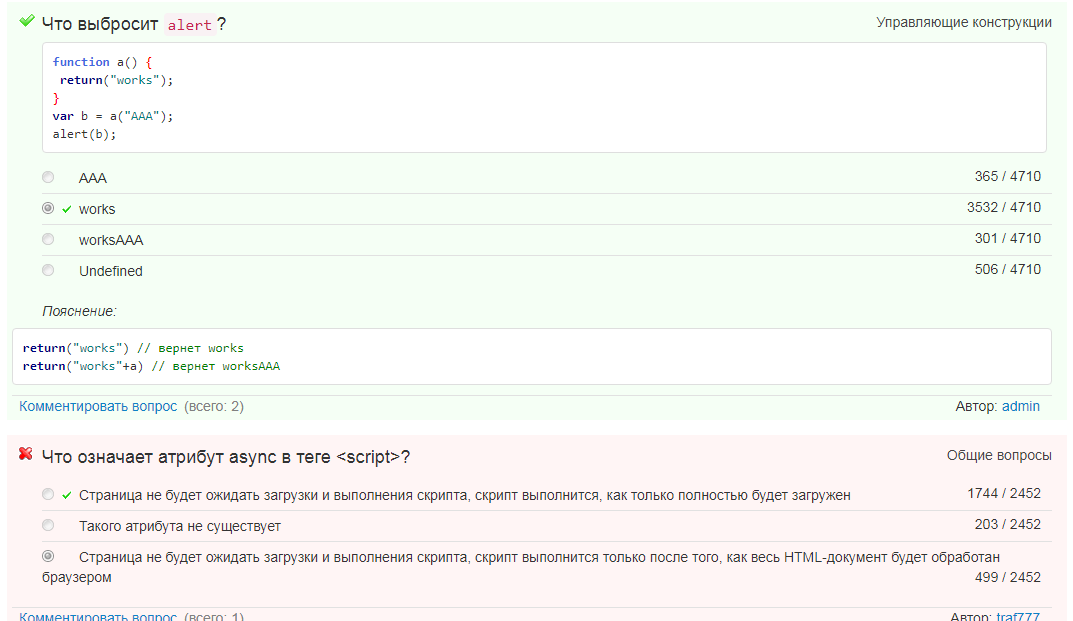 Что выбросит alert?
Управляющие конструкции
function a() {
return("works");
}
var b = a("AAA");
alert(b);
AAA 365 / 4710
works 3532 / 4710
worksAAA 301 / 4710
Undefined 506 / 4710
Пояснение:
return("works") // вернет works
return("works"+a) // вернет worksAAA
Комментировать вопрос (всего: 2) Автор: admin
Что означает атрибут async в теге <script>?
Общие вопросы
Страница не будет ожидать загрузки и выполнения скрипта, скрипт выполнится, как только полностью будет загружен 1744 / 2452
Такого атрибута не существует 203 / 2452
Страница не будет ожидать загрузки и выполнения скрипта, скрипт выполнится только после того, как весь HTML-документ будет обработан
браузером 499 / 2452
Комментировать вопрос (всего: 1) Автор: traf777